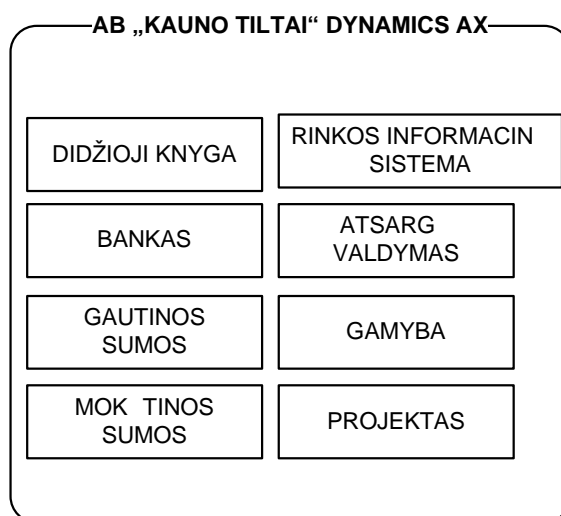 AB „KAUNO TILTAI“ DYNAMICS AX
DIDŽIOJI KNYGA
RINKOS INFORMACIN
SISTEMA
BANKAS
ATSARG
VALDYMAS
GAUTINOS
SUMOS
GAMYBA
MOK TINOS
SUMOS
PROJEKTAS